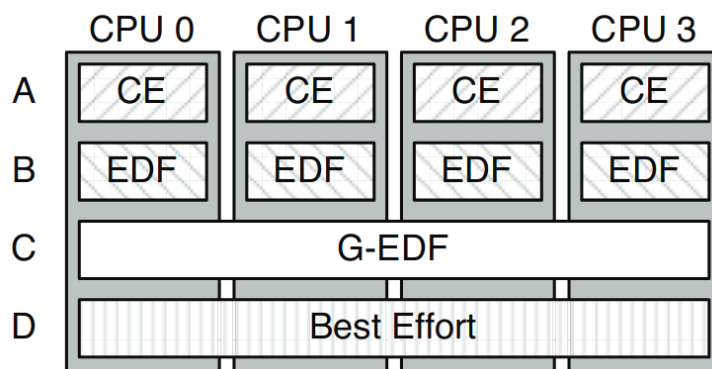 CPU 0 CPU 1 CPU 2 CPU 3
A CE CE CE CE
B EDF EDF EDF EDF
C G-EDF
D Best Effort